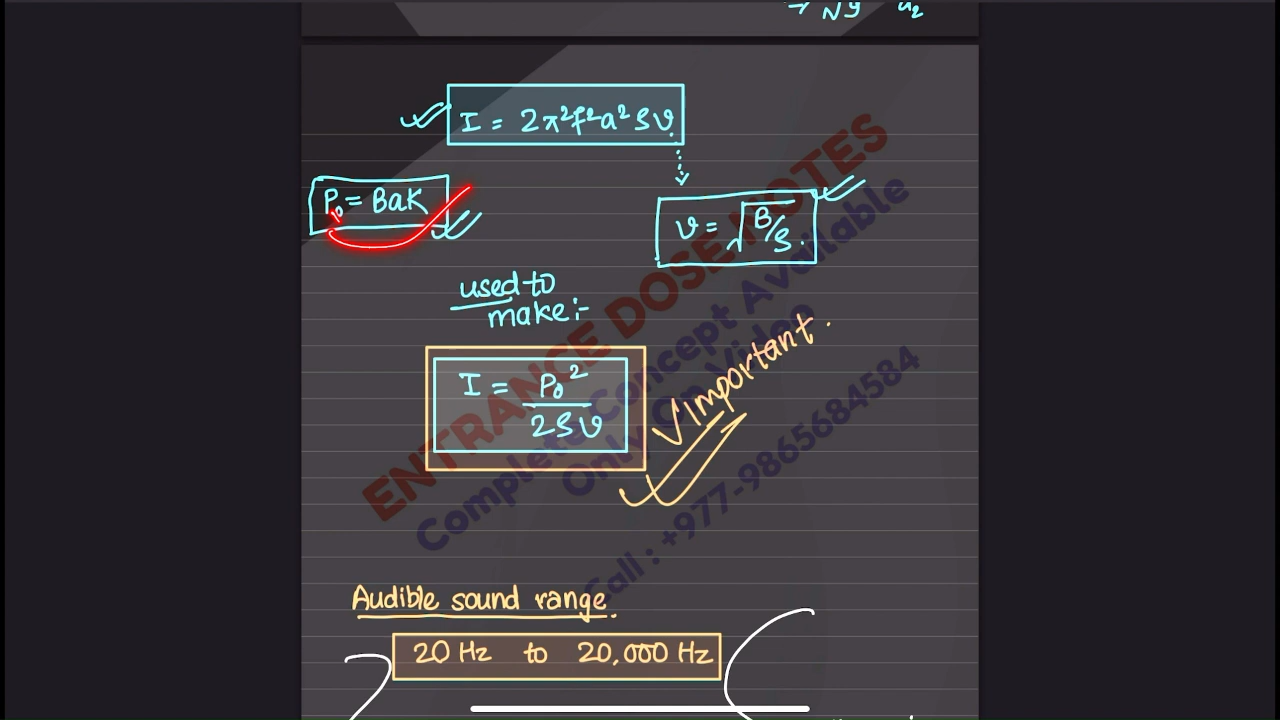 I = 2π²f²a²ρv
P₀ = BaK
v = √B/ρ.
used to
make:-
I = P₀²
2ρv
Important.
Audible sound range.
20 Hz to 20,000 Hz
ENTRANCE DOSE NOTES
Complete Concept Available
Only On Video
Call : +977-9865684584